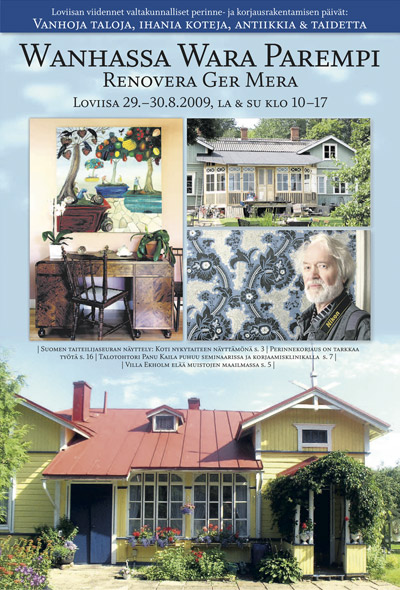 Loviisan viidennet valtakunnalliset perinne- ja korjausrakentamisen päivät:
Vanhoja taloja, ihania koteja, antiikkia & taidetta
Wanhassa Wara Parempi
Renovera Ger Mera
Loviisa 29.–30.8.2009, la & su klo 10–17
Nikon
| Suomen taiteilijaseuran näyttely: Koti nykytaiteen näyttämönä s. 3 | Perinnekorjaus on tarkkaa
työtä s. 16 | Talotohtori Panu Kaila puhuu seminaarissa ja korjaamisklinikalla s. 7 |
| Villa Ekholm elää muistojen maailmassa s. 5 |